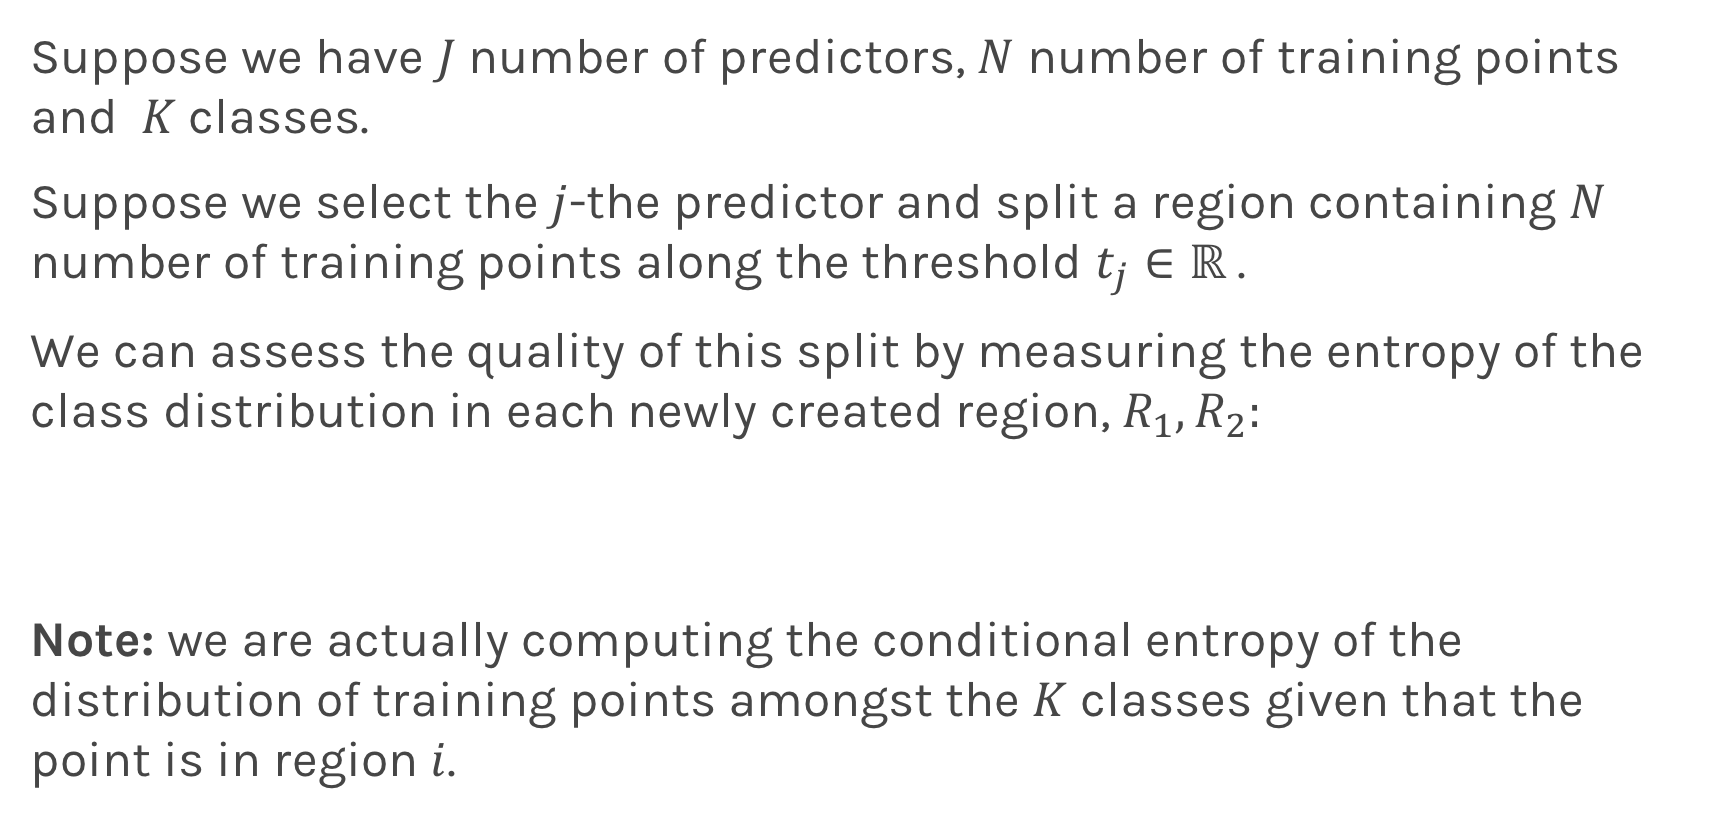 Suppose we have J number of predictors, N number of training points
and K classes.
Suppose we select the j-the predictor and split a region containing N
number of training points along the threshold tⱼ ∈ ℝ .
We can assess the quality of this split by measuring the entropy of the
class distribution in each newly created region, R₁, R₂:
Note: we are actually computing the conditional entropy of the
distribution of training points amongst the K classes given that the
point is in region i.